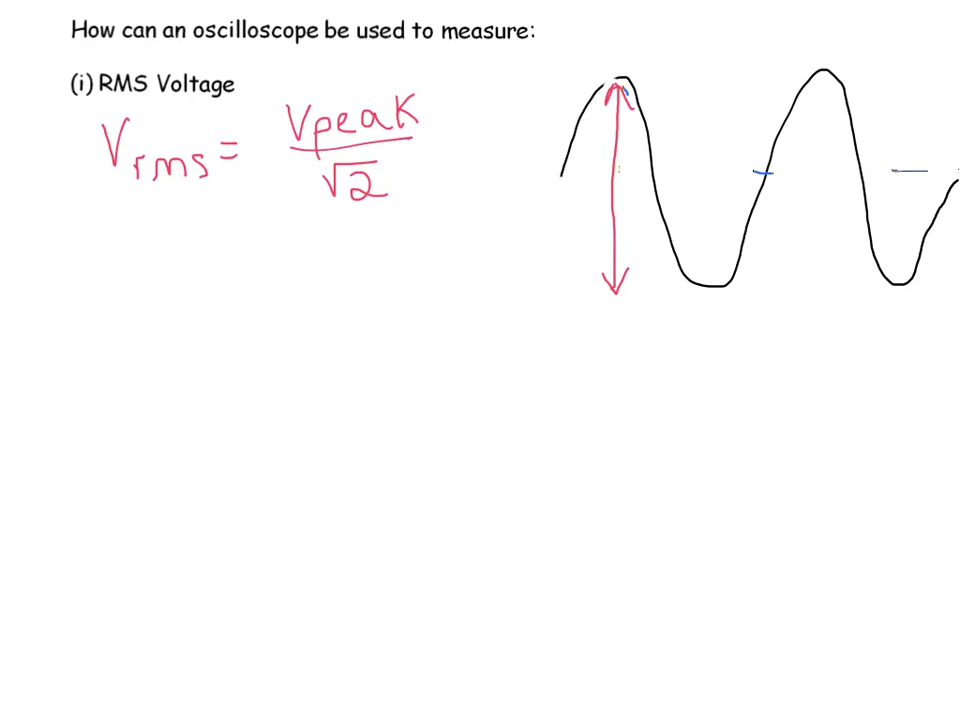 How can an oscilloscope be used to measure:
(i) RMS Voltage
Vrms = Vpeak
√2